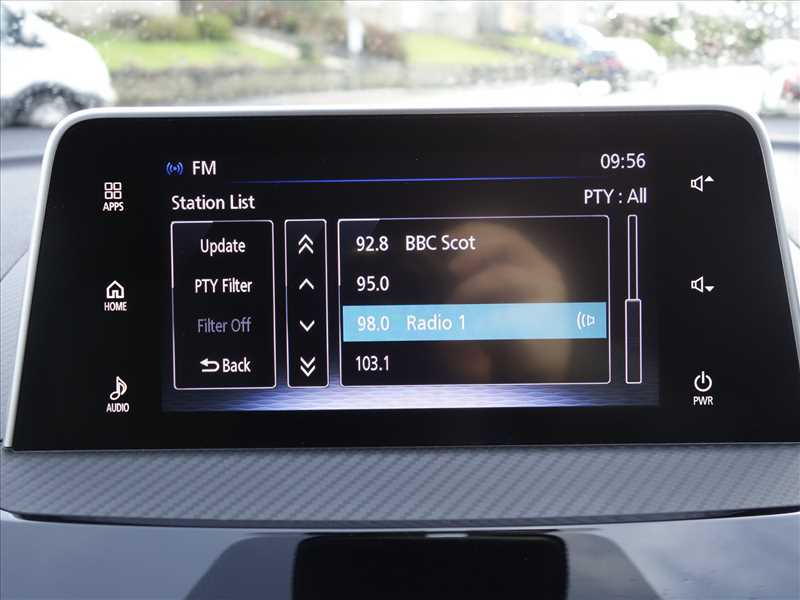 FM
09:56
Station List
PTY : All
APPS
HOME
AUDIO
Update
PTY Filter
Filter Off
Back
92.8 BBC Scot
95.0
98.0 Radio 1
103.1
PWR